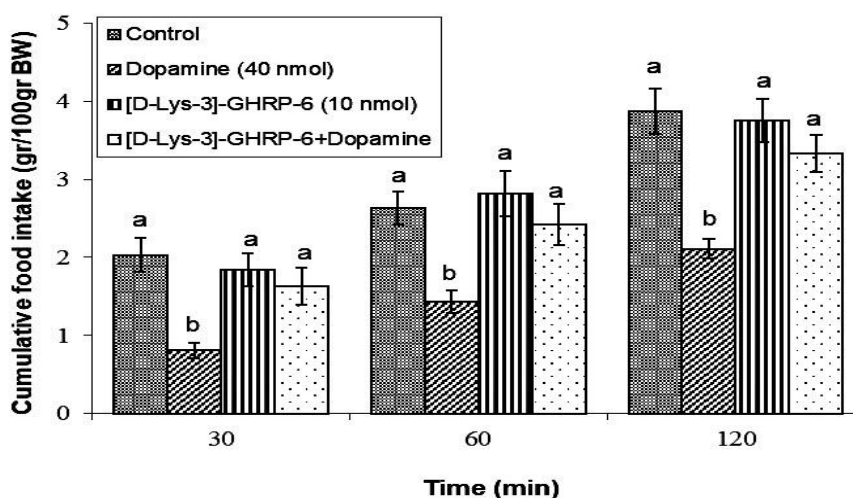 Cumulative food intake (gr/100gr BW)
5
4
3
2
1
0
Control
Dopamine (40 nmol)
[D-Lys-3]-GHRP-6 (10 nmol)
[D-Lys-3]-GHRP-6+Dopamine
a
b
a
a
a
b
a
a
a
b
a
a
30
60
120
Time (min)